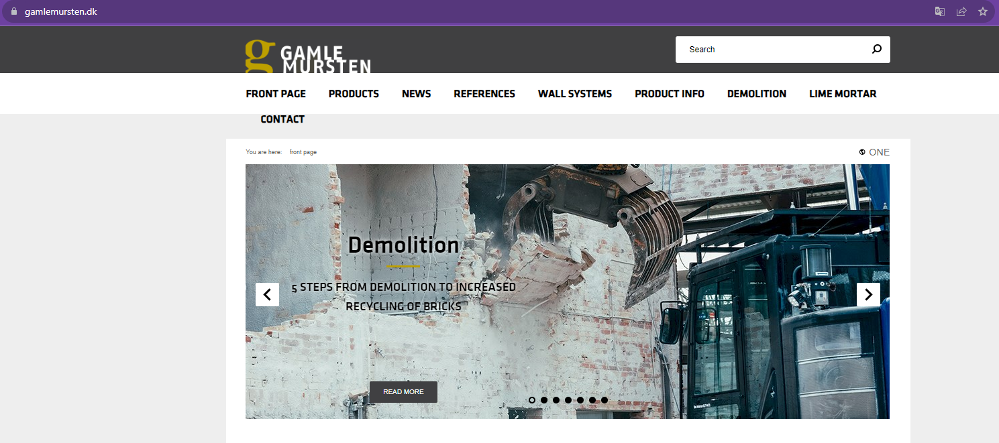 gamlemursten.dk
g GAMLE
MURSTEN
Search
FRONT PAGE PRODUCTS NEWS REFERENCES WALL SYSTEMS PRODUCT INFO DEMOLITION LIME MORTAR
CONTACT
You are here: front page
ONE
Demolition
5 STEPS FROM DEMOLITION TO INCREASED
RECYCLING OF BRICKS
READ MORE